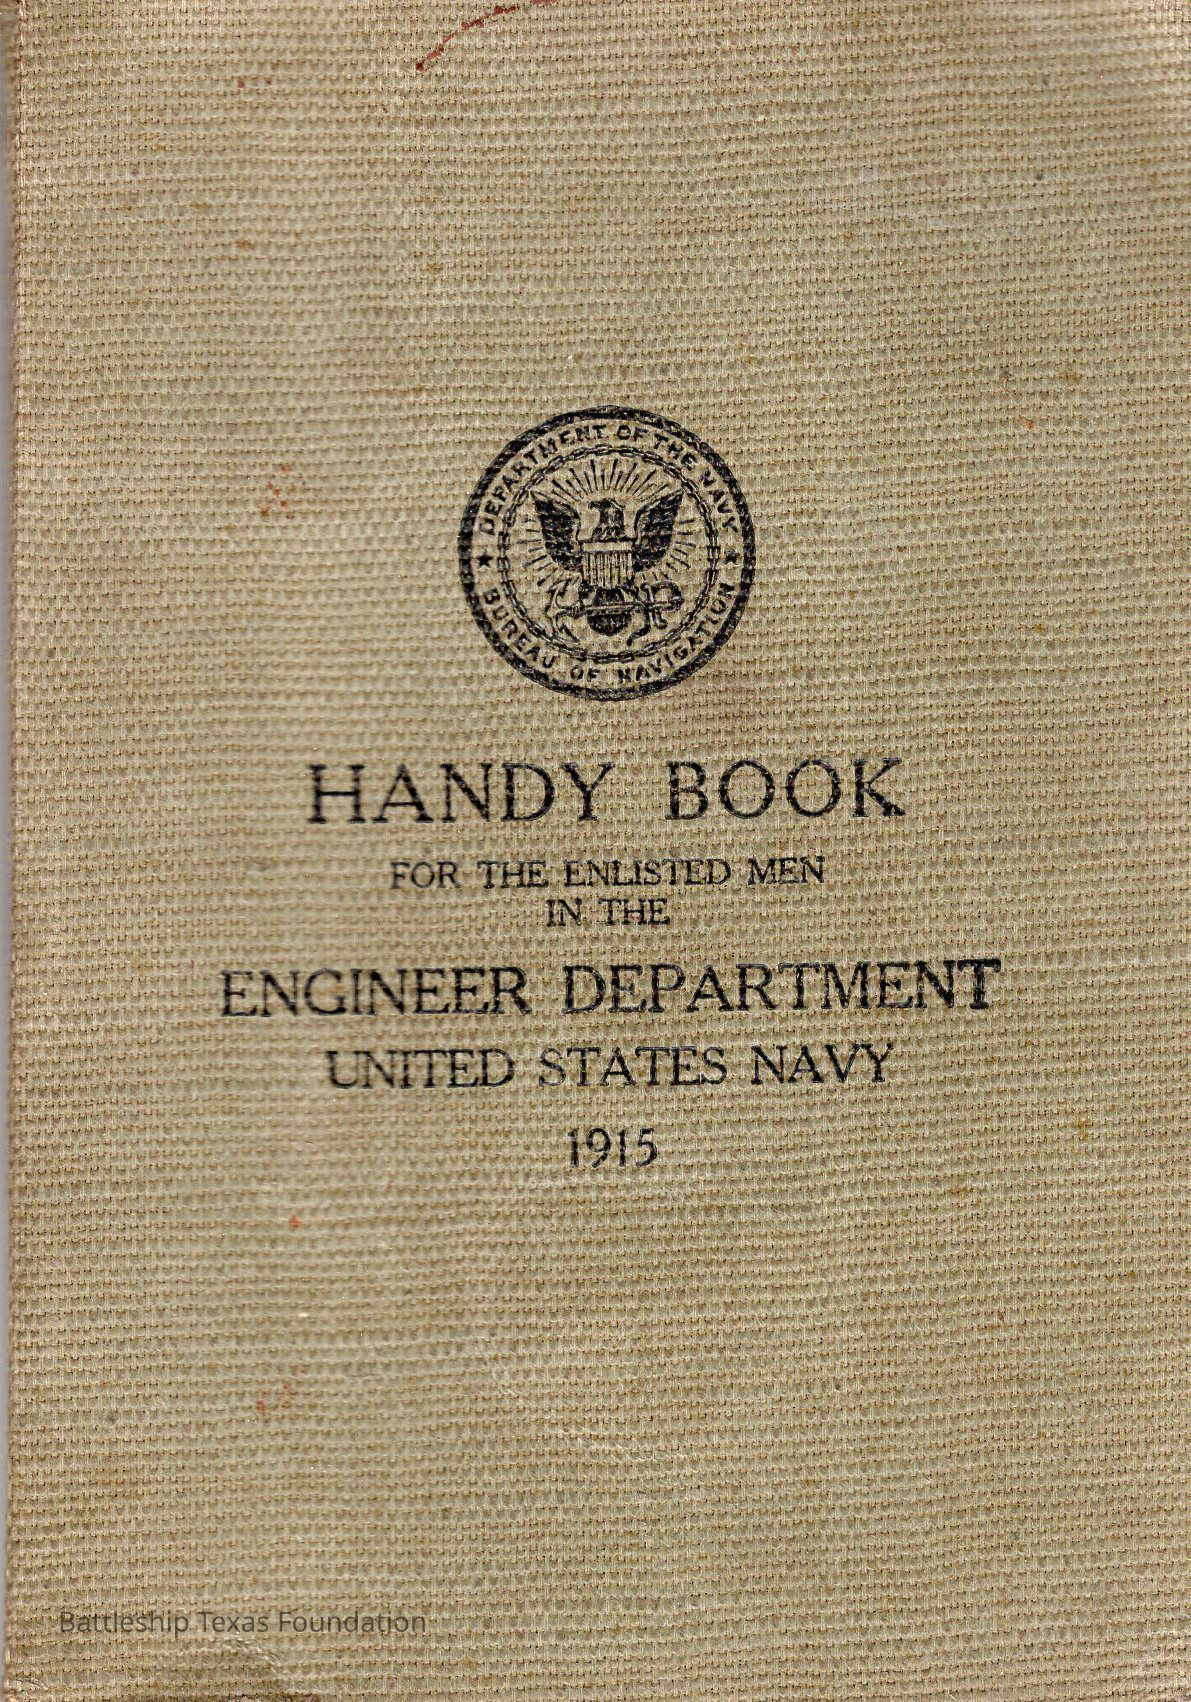 ★ DEPARTMENT OF THE NAVY ★
BUREAU OF NAVIGATION
HANDY BOOK
FOR THE ENLISTED MEN
IN THE
ENGINEER DEPARTMENT
UNITED STATES NAVY
1915
Battleship Texas Foundation